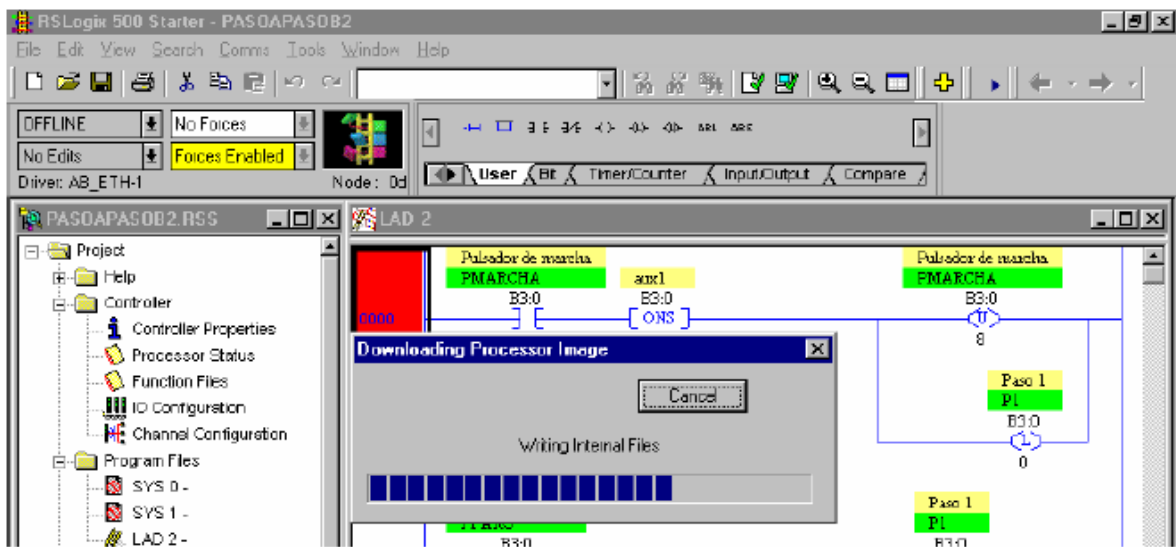 RSLogix 500 Starter - PASOAPASOB2
File Edit View Search Comms Tools Window Help
OFFLINE No Forces
No Edits Forces Enabled
Driver: AB_ETH-1 Node: 0d
ABL ABS
User Bit Timer/Counter Input/Output Compare
PASOAPASOB2.RSS
LAD 2
Project
Help
Controller
Controller Properties
Processor Status
Function Files
IO Configuration
Channel Configuration
Program Files
SYS 0 -
SYS 1 -
LAD 2 -
Pulsador de marcha
PMARCHA aux1
B3:0 B3:0
0000
ONS
Pulsador de marcha
PMARCHA
B3:0
U
8
Paso 1
P1
B3:0
L
0
Downloading Processor Image
Cancel
Writing Internal Files
B3:0
Paso 1
P1
B3:0